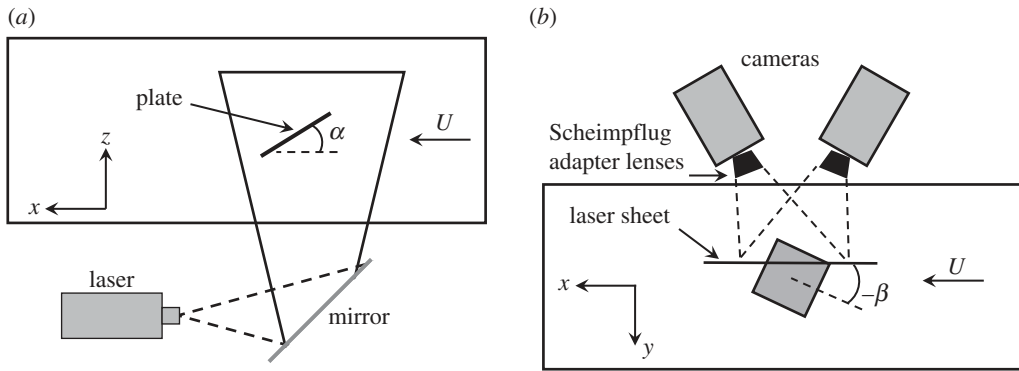 (a)
plate
α
U
z
x
laser
mirror
(b)
cameras
Scheimpflug
adapter lenses
laser sheet
U
x
–β
y